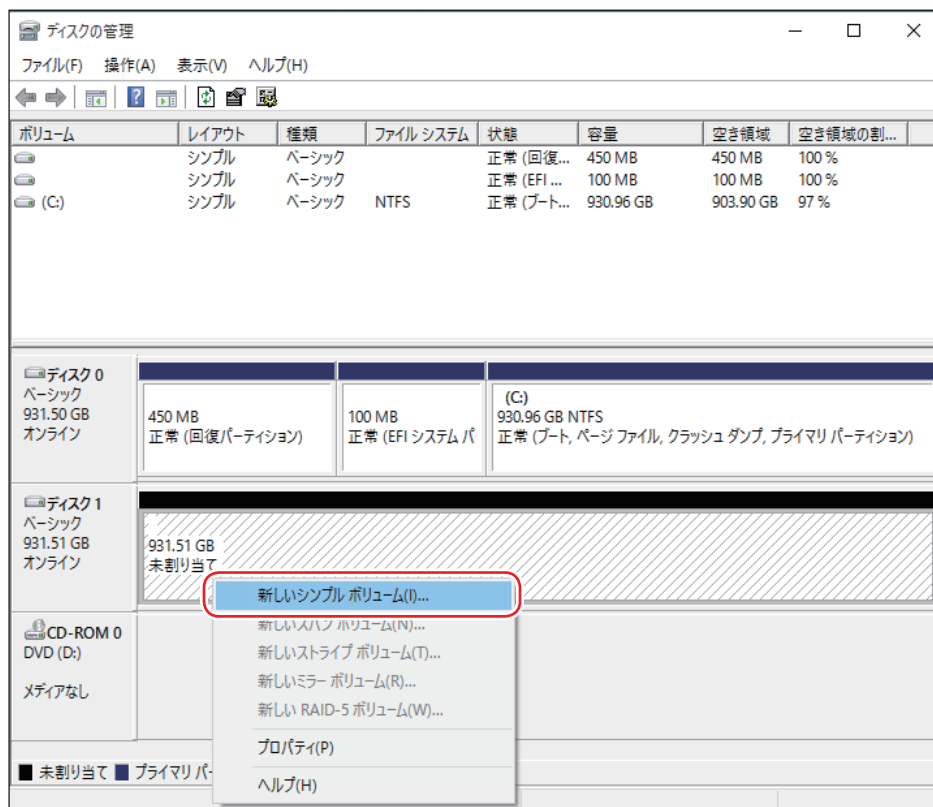 ディスクの管理
ファイル(F) 操作(A) 表示(V) ヘルプ(H)
ボリューム レイアウト 種類 ファイル システム 状態 容量 空き領域 空き領域の割...
シンプル ベーシック 正常 (回復... 450 MB 450 MB 100 %
シンプル ベーシック 正常 (EFI ... 100 MB 100 MB 100 %
(C:) シンプル ベーシック NTFS 正常 (ブート... 930.96 GB 903.90 GB 97 %
ディスク 0
ベーシック
931.50 GB
オンライン
450 MB
正常 (回復パーティション)
100 MB
正常 (EFI システム パ
(C:)
930.96 GB NTFS
正常 (ブート, ページ ファイル, クラッシュ ダンプ, プライマリ パーティション)
ディスク 1
ベーシック
931.51 GB
オンライン
931.51 GB
未割り当て
新しいシンプル ボリューム(I)...
新しいスパン ボリューム(N)...
新しいストライプ ボリューム(T)...
新しいミラー ボリューム(R)...
新しい RAID-5 ボリューム(W)...
プロパティ(P)
ヘルプ(H)
CD-ROM 0
DVD (D:)
メディアなし
未割り当て プライマリ パー